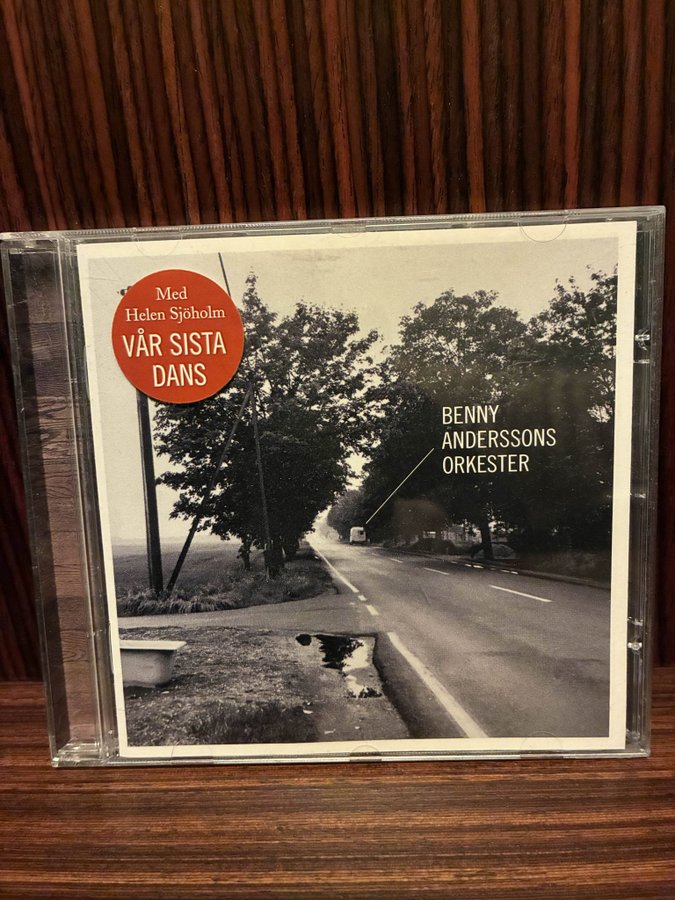 Med
Helen Sjöholm
VÅR SISTA
DANS
BENNY
ANDERSSONS
ORKESTER